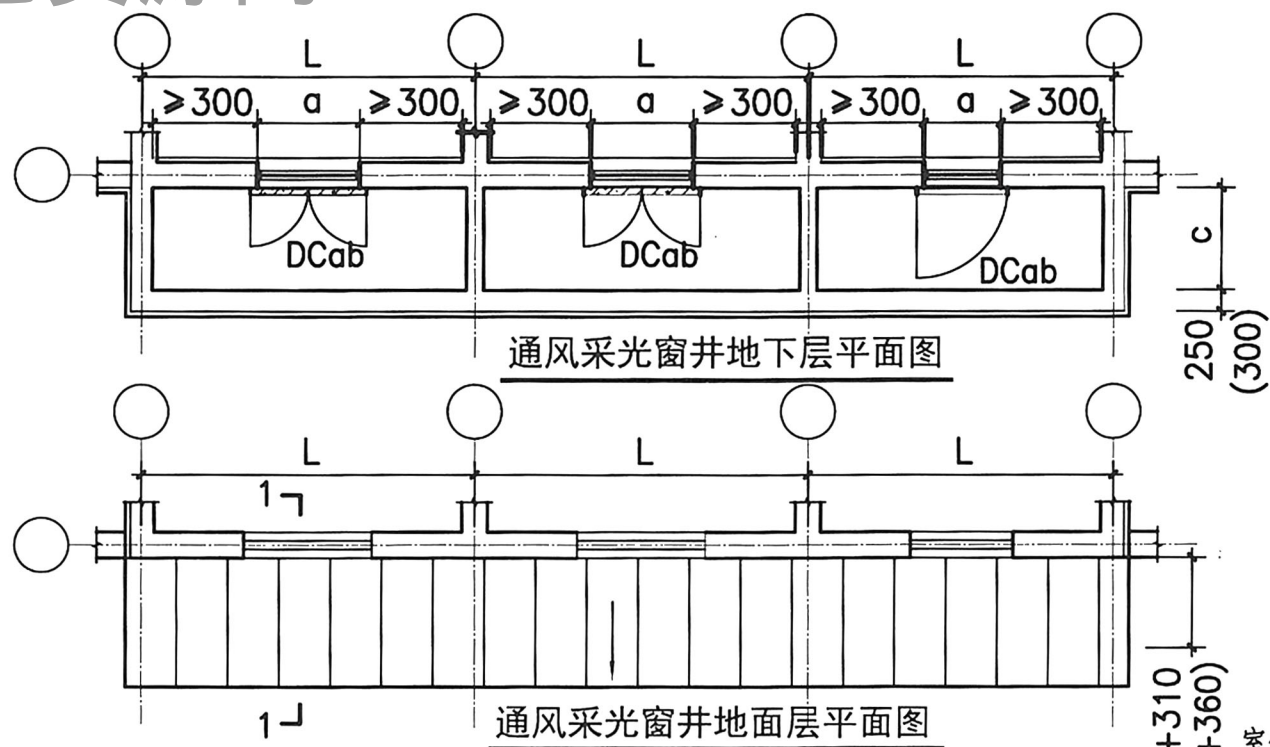 L L L
≥300 a ≥300 ≥300 a ≥300 ≥300 a ≥300
DCab DCab DCab
c
250
(300)
通风采光窗井地下层平面图
L L L
1
1
+310
+360)
通风采光窗井地面层平面图